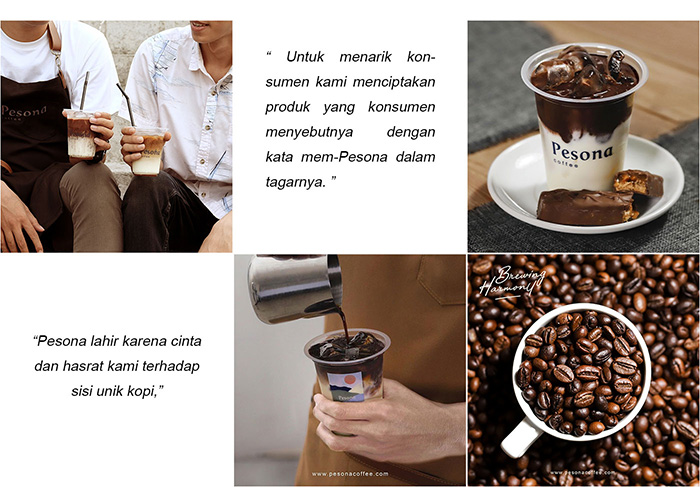 Pesona
coffee
“ Untuk menarik kon-
sumen kami menciptakan
produk yang konsumen
menyebutnya dengan
kata mem-Pesona dalam
tagarnya. ”
Pesona
coffee
“Pesona lahir karena cinta
dan hasrat kami terhadap
sisi unik kopi,”
Pesona
www.pesonacoffee.com
Brewing
Harmony
www.pesonacoffee.com